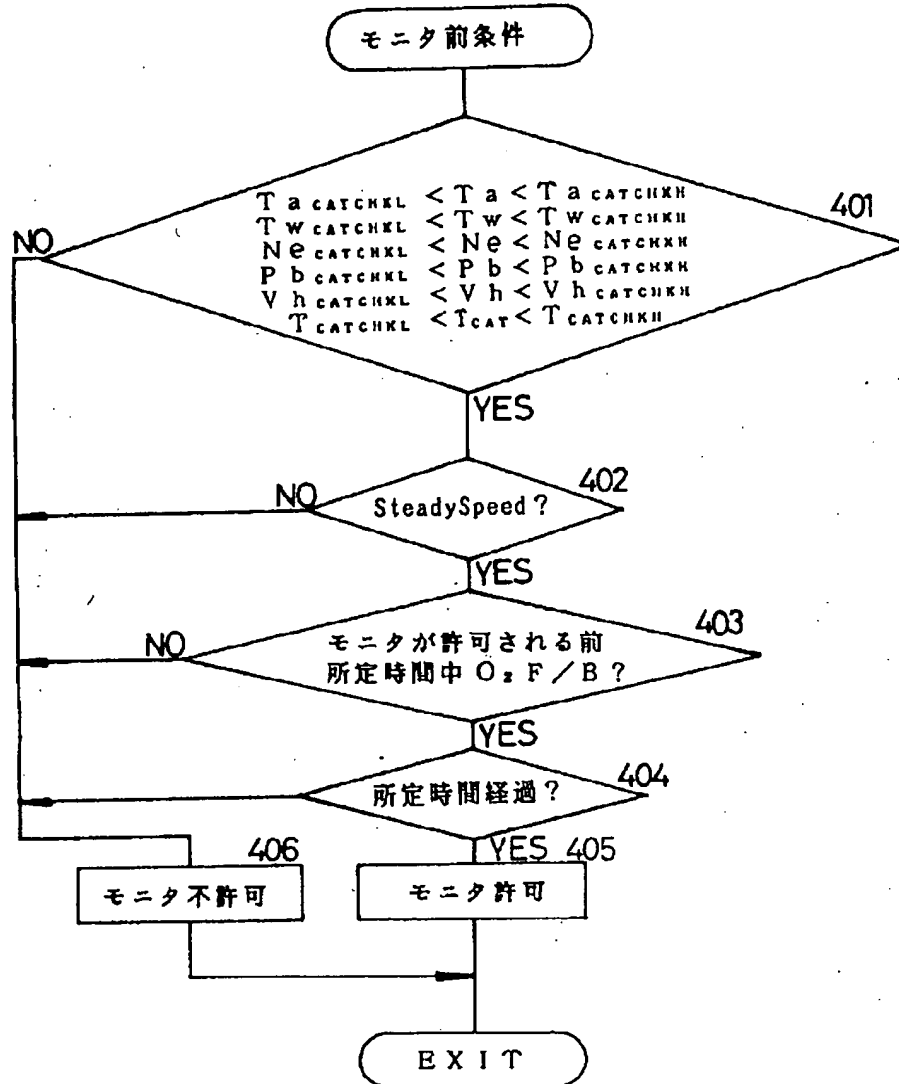 モニタ前条件
401
Ta CATCHKL < Ta < Ta CATCHKH
Tw CATCHKL < Tw < Tw CATCHKH
Ne CATCHKL < Ne < Ne CATCHKH
Pb CATCHKL < Pb < Pb CATCHKH
Vh CATCHKL < Vh < Vh CATCHKH
T CATCHKL < TCAT < T CATCHKH
NO
YES
402
SteadySpeed?
NO
YES
403
モニタが許可される前
所定時間中O₂F/B?
NO
YES
404
所定時間経過?
YES
406
モニタ不許可
405
モニタ許可
EXIT